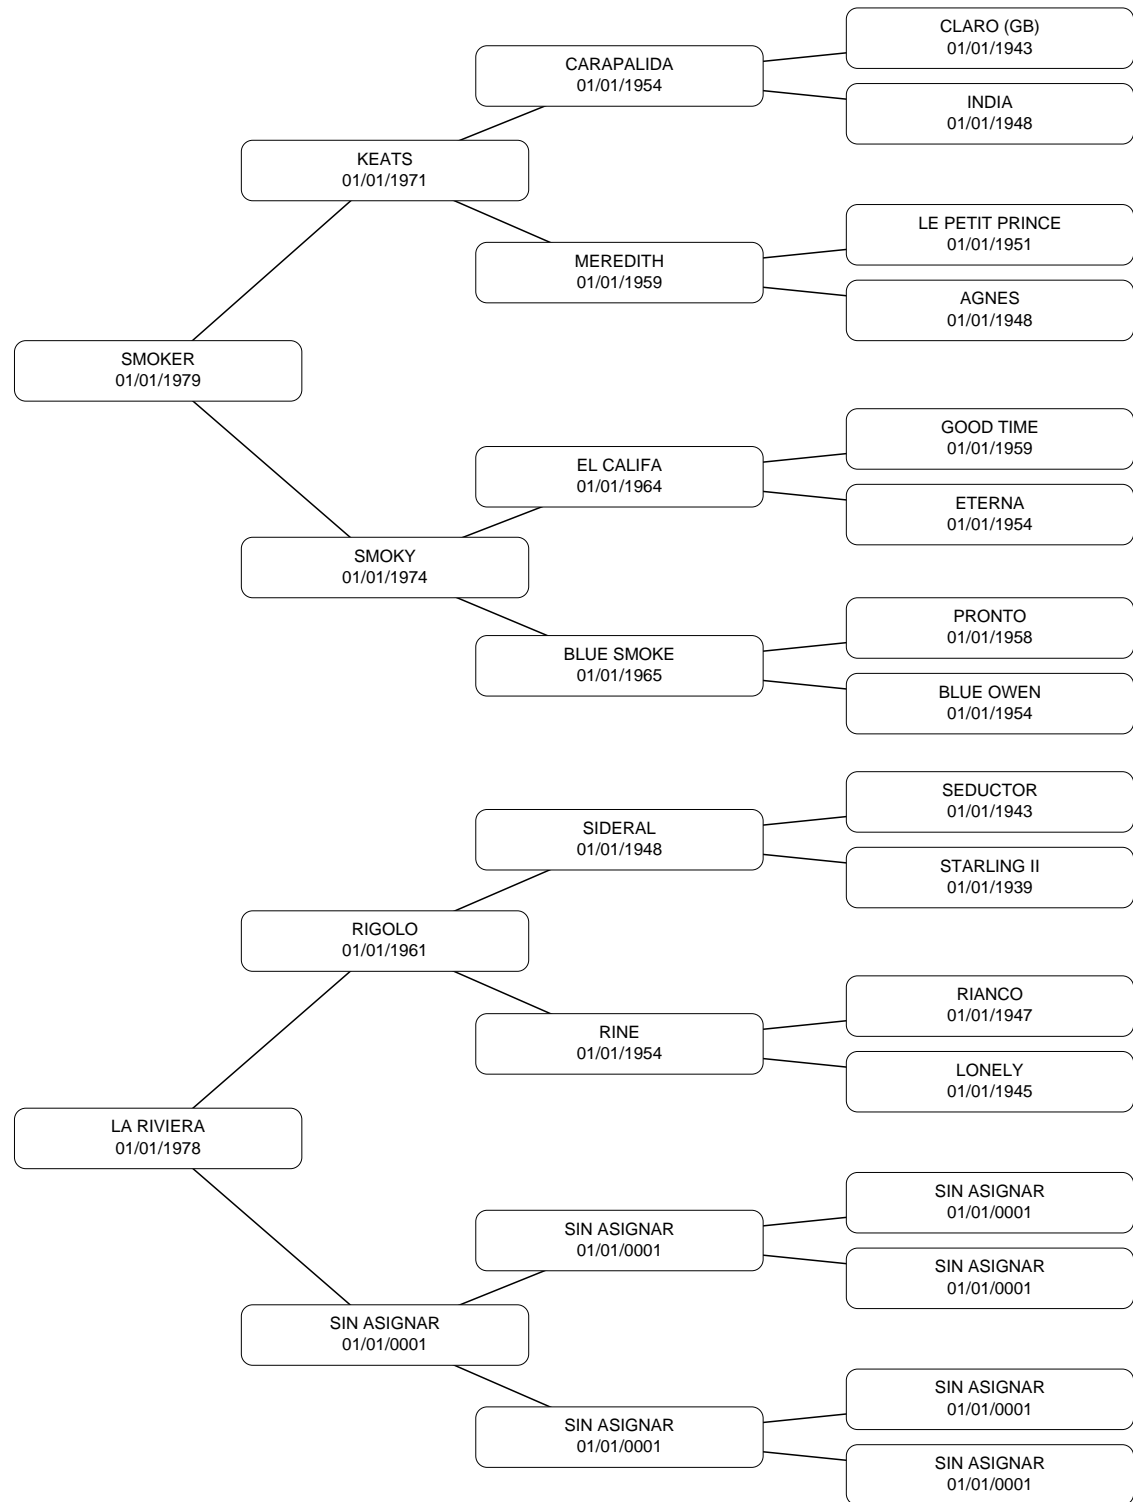 CLARO (GB)
01/01/1943
CARAPALIDA
01/01/1954
INDIA
01/01/1948
KEATS
01/01/1971
LE PETIT PRINCE
01/01/1951
MEREDITH
01/01/1959
AGNES
01/01/1948
SMOKER
01/01/1979
GOOD TIME
01/01/1959
EL CALIFA
01/01/1964
ETERNA
01/01/1954
SMOKY
01/01/1974
PRONTO
01/01/1958
BLUE SMOKE
01/01/1965
BLUE OWEN
01/01/1954
SEDUCTOR
01/01/1943
SIDERAL
01/01/1948
STARLING II
01/01/1939
RIGOLO
01/01/1961
RIANCO
01/01/1947
RINE
01/01/1954
LONELY
01/01/1945
LA RIVIERA
01/01/1978
SIN ASIGNAR
01/01/0001
SIN ASIGNAR
01/01/0001
SIN ASIGNAR
01/01/0001
SIN ASIGNAR
01/01/0001
SIN ASIGNAR
01/01/0001
SIN ASIGNAR
01/01/0001
SIN ASIGNAR
01/01/0001